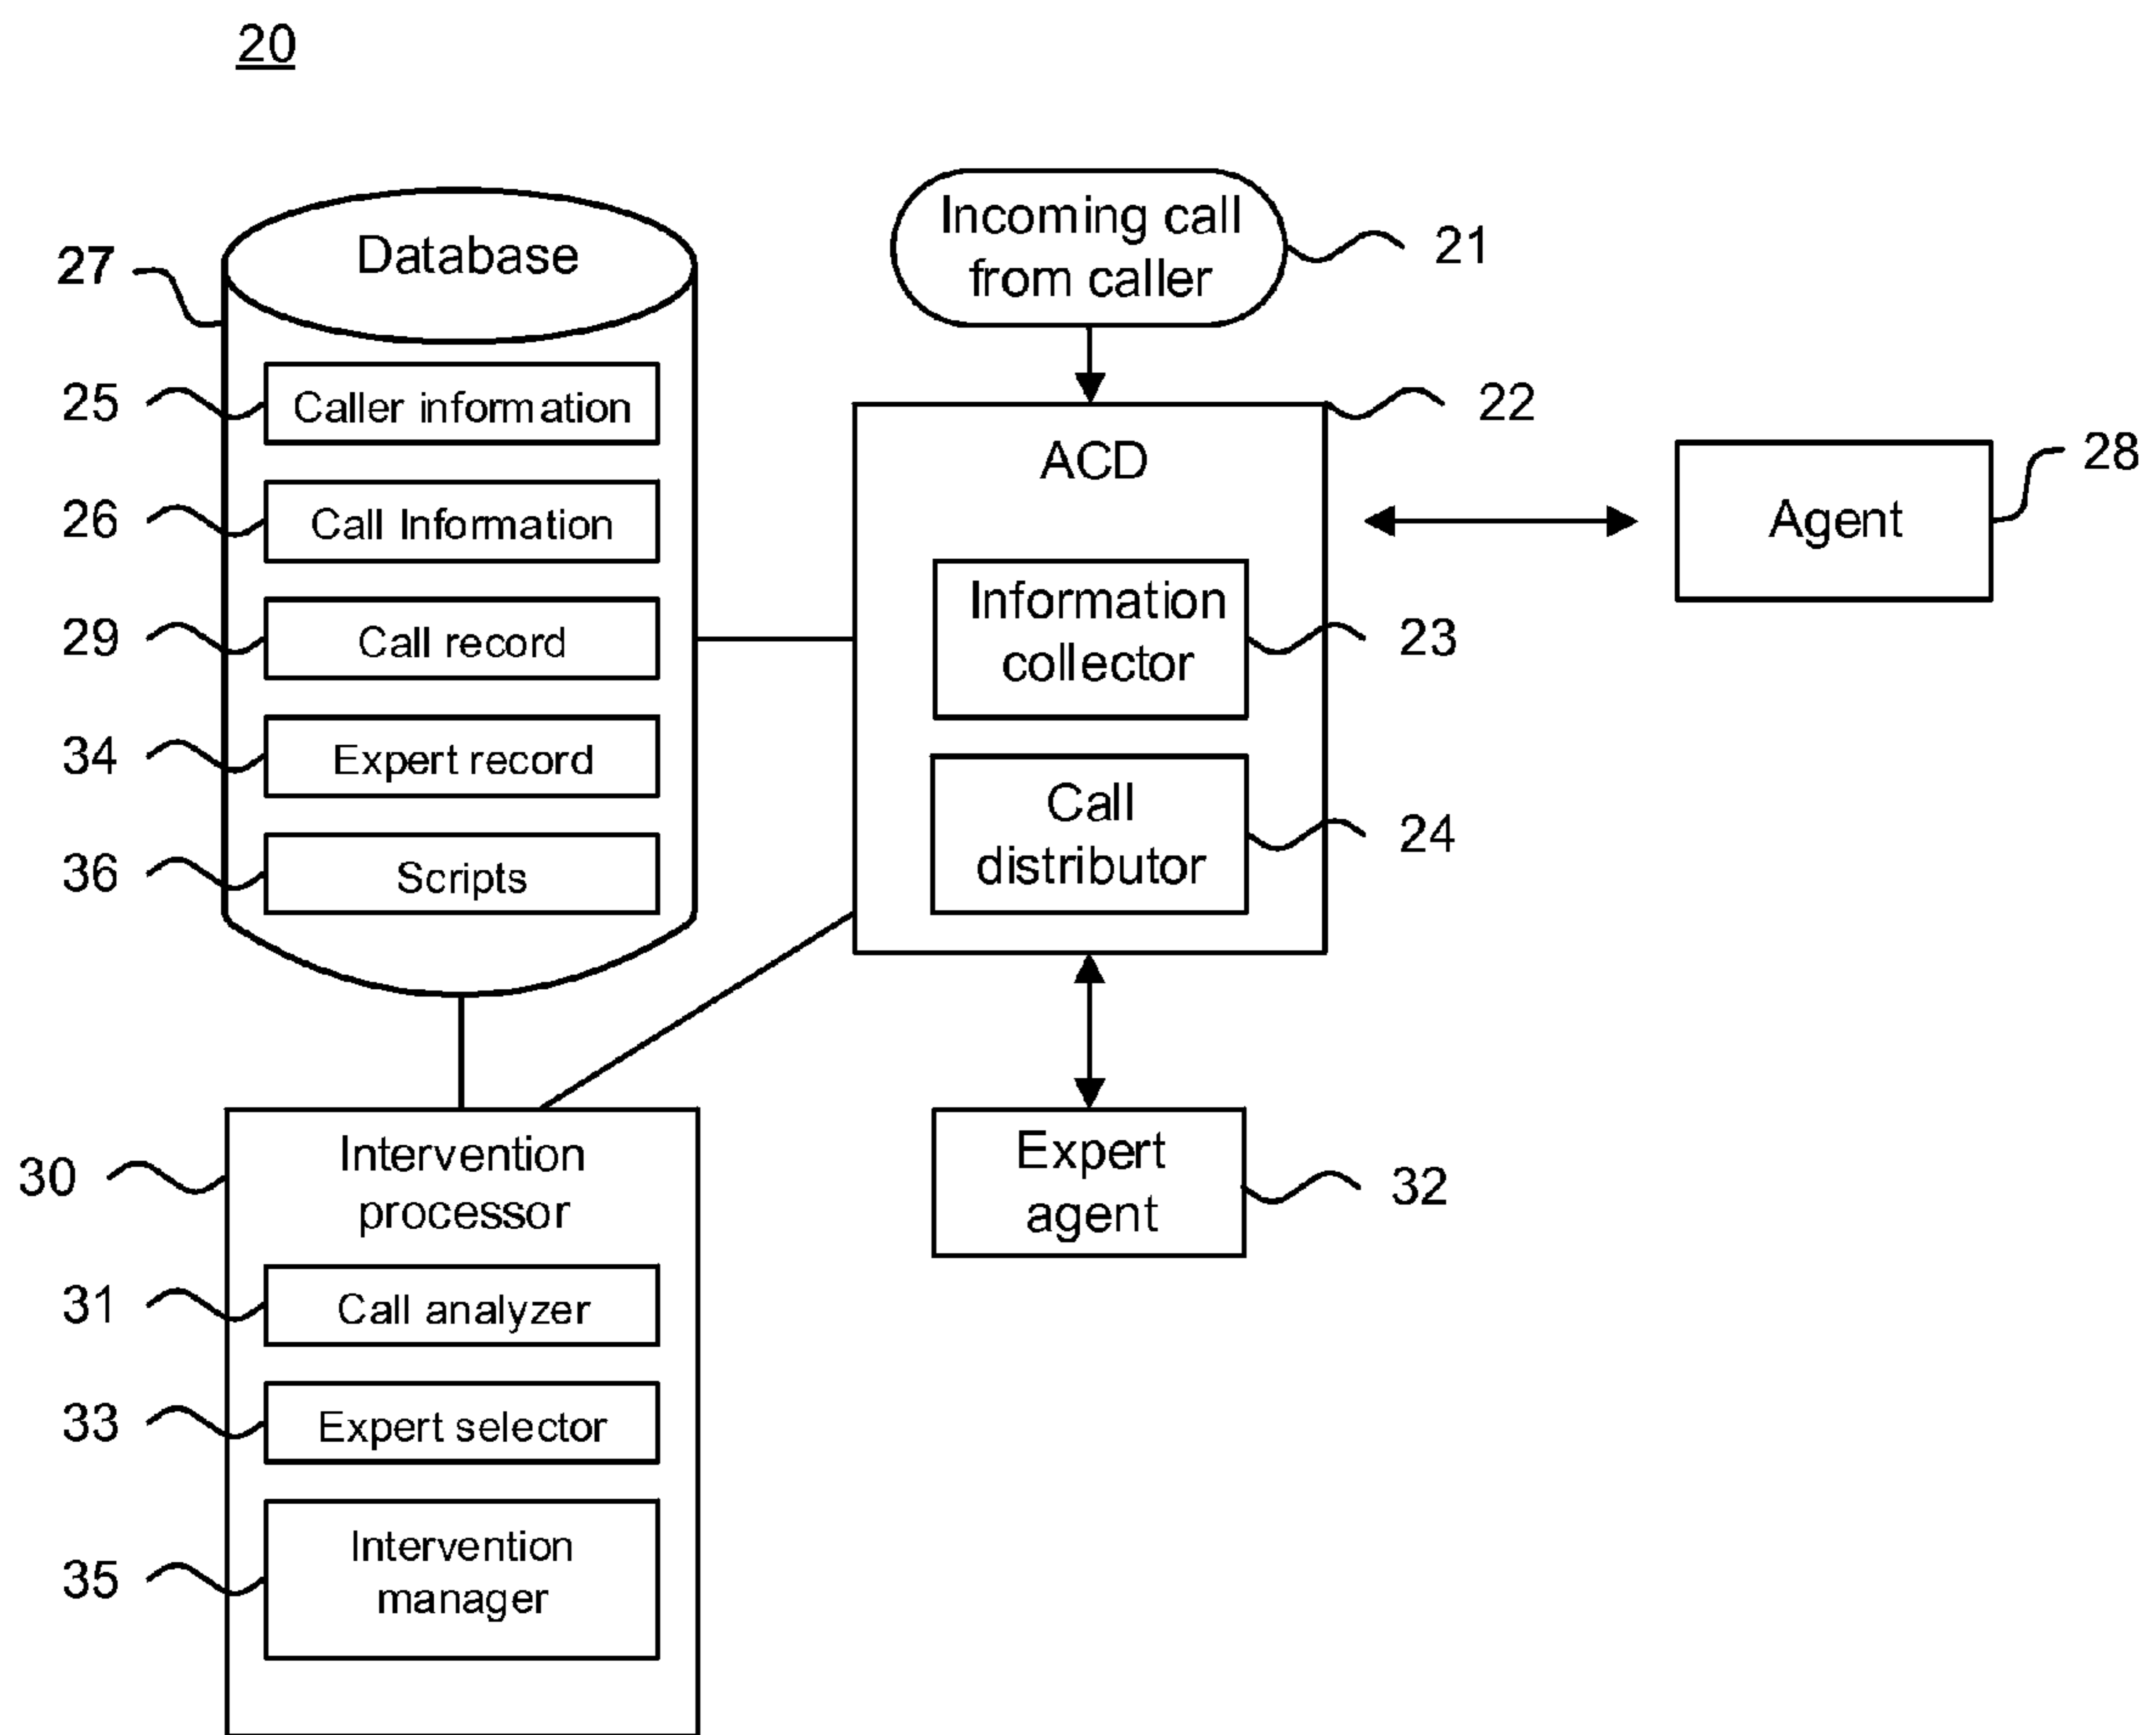 20
Database
27
25
Caller information
26
Call Information
29
Call record
34
Expert record
36
Scripts
Incoming call
from caller
21
ACD
22
Information
collector
23
Call
distributor
24
Agent
28
Intervention
processor
30
31
Call analyzer
33
Expert selector
35
Intervention
manager
Expert
agent
32